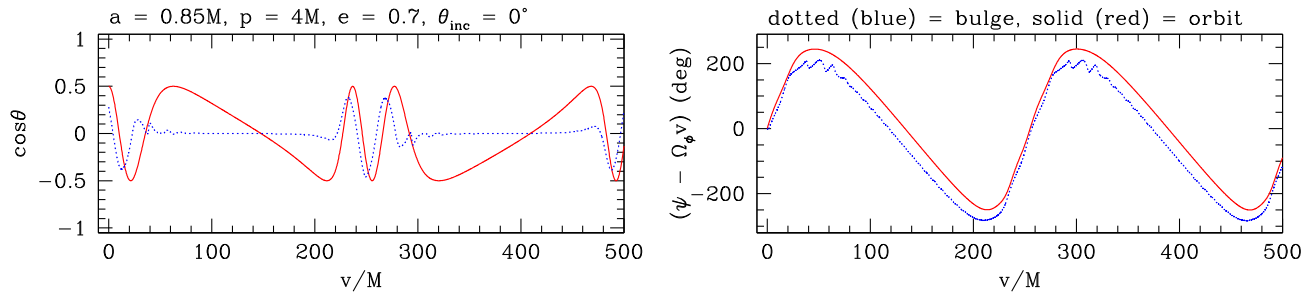 a = 0.85M, p = 4M, e = 0.7, θinc = 0°
1
0.5
0
−0.5
−1
cosθ
0 100 200 300 400 500
v/M
dotted (blue) = bulge, solid (red) = orbit
200
0
−200
(ψ − Ωϕv) (deg)
0 100 200 300 400 500
v/M